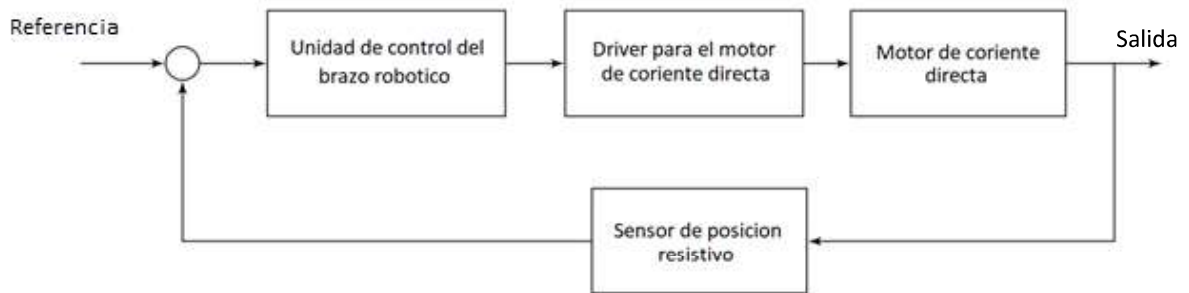 Referencia
Unidad de control del
brazo robotico
Driver para el motor
de coriente directa
Motor de coriente
directa
Salida
Sensor de posicion
resistivo